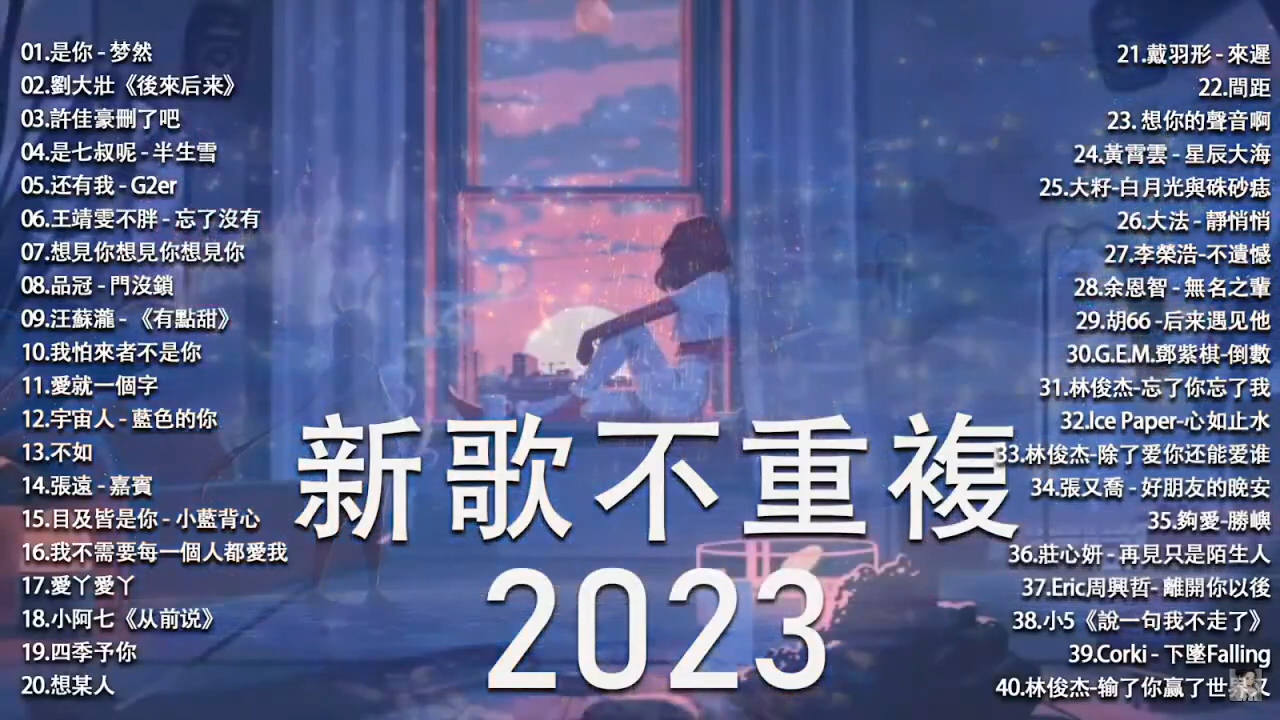 01.是你 - 梦然
02.劉大壯《後來后来》
03.許佳豪刪了吧
04.是七叔呢 - 半生雪
05.还有我 - G2er
06.王靖雯不胖 - 忘了沒有
07.想見你想見你想見你
08.品冠 - 門沒鎖
09.汪蘇瀧 - 《有點甜》
10.我怕來者不是你
11.愛就一個字
12.宇宙人 - 藍色的你
13.不如
14.張遠 - 嘉賓
15.目及皆是你 - 小藍背心
16.我不需要每一個人都愛我
17.愛丫愛丫
18.小阿七《从前说》
19.四季予你
20.想某人
新歌不重複
2023
21.戴羽彤 - 來遲
22.間距
23. 想你的聲音啊
24.黃霄雲 - 星辰大海
25.大籽-白月光與硃砂痣
26.大法 - 靜悄悄
27.李榮浩-不遺憾
28.余恩智 - 無名之輩
29.胡66 -后来遇见他
30.G.E.M.鄧紫棋-倒數
31.林俊杰-忘了你忘了我
32.Ice Paper-心如止水
33.林俊杰-除了爱你还能爱谁
34.張又喬 - 好朋友的晚安
35.夠愛-勝嶼
36.莊心妍 - 再見只是陌生人
37.Eric周興哲- 離開你以後
38.小5《說一句我不走了》
39.Corki - 下墜Falling
40.林俊杰-输了你赢了世界又